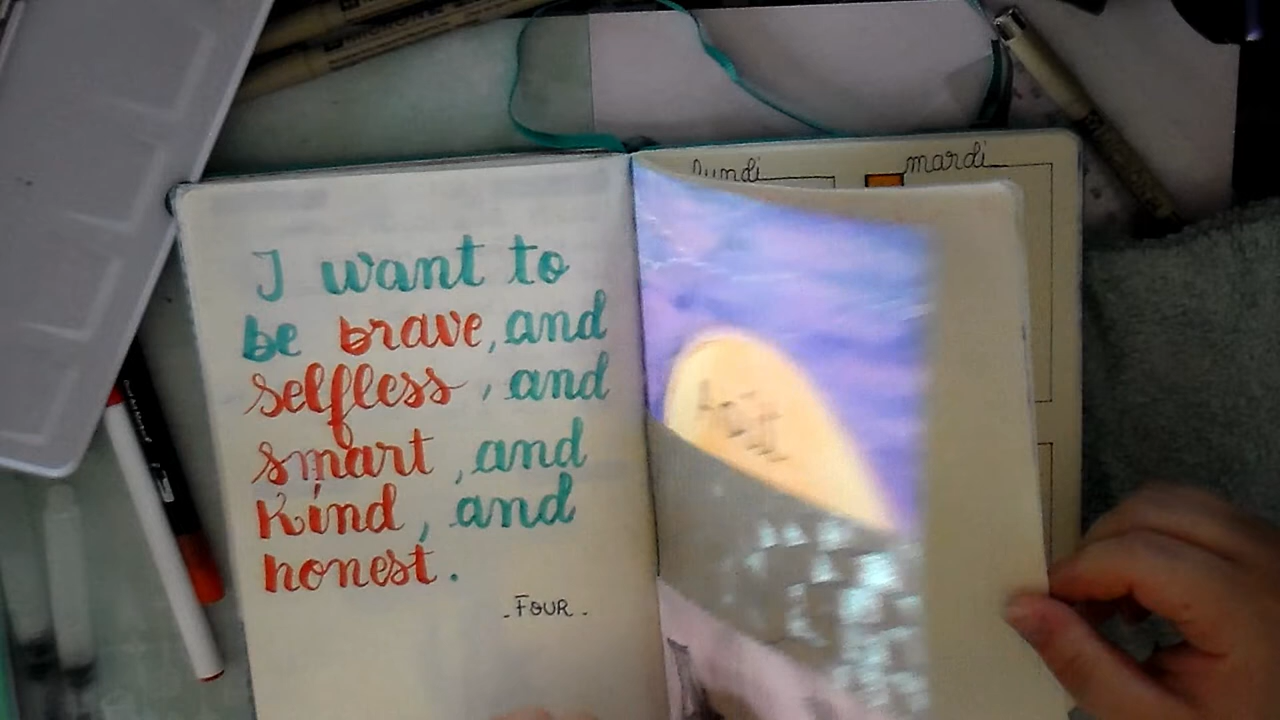 I want to
be brave, and
selfless, and
smart, and
kind, and
honest.
- FOUR -
lundi
mardi